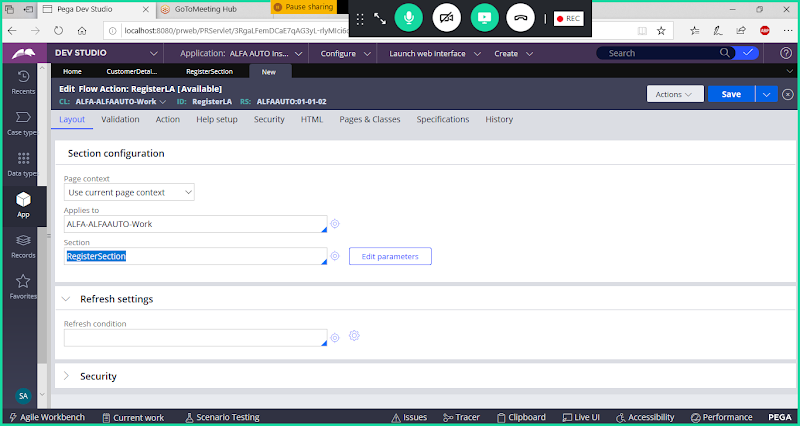 Pega Dev Studio
GoToMeeting Hub
Pause sharing
REC
localhost:8080/prweb/PRServlet/3RgaLFemDCaE7qAG3yL-rlyMIci6
DEV STUDIO
Application: ALFA AUTO Ins...
Configure
Launch web interface
Create
Search
Home
CustomerDetai...
RegisterSection
New
Recents
Case types
Data types
App
Records
Favorites
SA
Edit Flow Action: RegisterLA [Available]
CL: ALFA-ALFAAUTO-Work ID: RegisterLA RS: ALFAAUTO:01-01-02
Actions
Save
Layout
Validation
Action
Help setup
Security
HTML
Pages & Classes
Specifications
History
Section configuration
Page context
Use current page context
Applies to
ALFA-ALFAAUTO-Work
Section
RegisterSection
Edit parameters
Refresh settings
Refresh condition
Security
Agile Workbench
Current work
Scenario Testing
Issues
Tracer
Clipboard
Live UI
Accessibility
Performance
PEGA